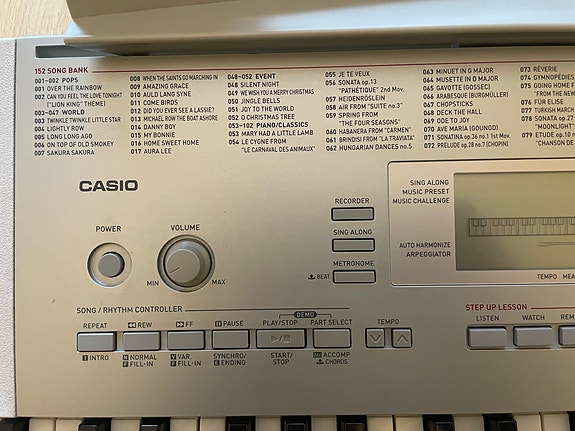 152 SONG BANK
001-002 POPS
001 OVER THE RAINBOW
002 CAN YOU FEEL THE LOVE TONIGHT
("LION KING" THEME)
003-047 WORLD
003 TWINKLE TWINKLE LITTLE STAR
004 LIGHTLY ROW
005 LONG LONG AGO
006 ON TOP OF OLD SMOKEY
007 SAKURA SAKURA
008 WHEN THE SAINTS GO MARCHING IN
009 AMAZING GRACE
010 AULD LANG SYNE
011 COME BIRDS
012 DID YOU EVER SEE A LASSIE?
013 MICHAEL ROW THE BOAT ASHORE
014 DANNY BOY
015 MY BONNIE
016 HOME SWEET HOME
017 AURA LEE
048-052 EVENT
048 SILENT NIGHT
049 WE WISH YOU A MERRY CHRISTMAS
050 JINGLE BELLS
051 JOY TO THE WORLD
052 O CHRISTMAS TREE
053-102 PIANO/CLASSICS
053 MARY HAD A LITTLE LAMB
054 LE CYGNE FROM
"LE CARNAVAL DES ANIMAUX"
055 JE TE VEUX
056 SONATA op.13
"PATHÉTIQUE" 2nd Mov.
057 HEIDENRÖSLEIN
058 AIR FROM "SUITE no.3"
059 SPRING FROM
"THE FOUR SEASONS"
060 HABANERA FROM "CARMEN"
061 BRINDISI FROM "LA TRAVIATA"
062 HUNGARIAN DANCES no.5
063 MINUET IN G MAJOR
064 MUSETTE IN D MAJOR
065 GAVOTTE (GOSSEC)
066 ARABESQUE (BURGMÜLLER)
067 CHOPSTICKS
068 DECK THE HALL
069 ODE TO JOY
070 AVE MARIA (GOUNOD)
071 SONATINA op.36 no.1 1st Mov.
072 PRELUDE op.28 no.7 (CHOPIN)
073 RÊVERIE
074 GYMNOPÉDIES
075 GOING HOME F
"FROM THE NEW
076 FÜR ELISE
077 TURKISH MARCH
078 SONATA op.27
"MOONLIGHT"
079 ETUDE op.10 n
"CHANSON DE
CASIO
POWER
VOLUME
MIN
MAX
RECORDER
SING ALONG
METRONOME
BEAT
SING ALONG
MUSIC PRESET
MUSIC CHALLENGE
AUTO HARMONIZE
ARPEGGIATOR
TEMPO MEA
SONG / RHYTHM CONTROLLER
DEMO
REPEAT
REW
FF
PAUSE
PLAY/STOP
PART SELECT
TEMPO
I INTRO
N NORMAL
F FILL-IN
V VAR.
F FILL-IN
SYNCHRO/
E ENDING
START/
STOP
ACCOMP
CHORDS
STEP UP LESSON
LISTEN
WATCH
REM